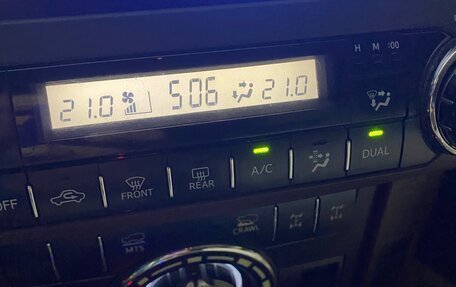 H M :00
21.0 5:06 21.0
OFF FRONT REAR A/C DUAL
MTS CRAWL